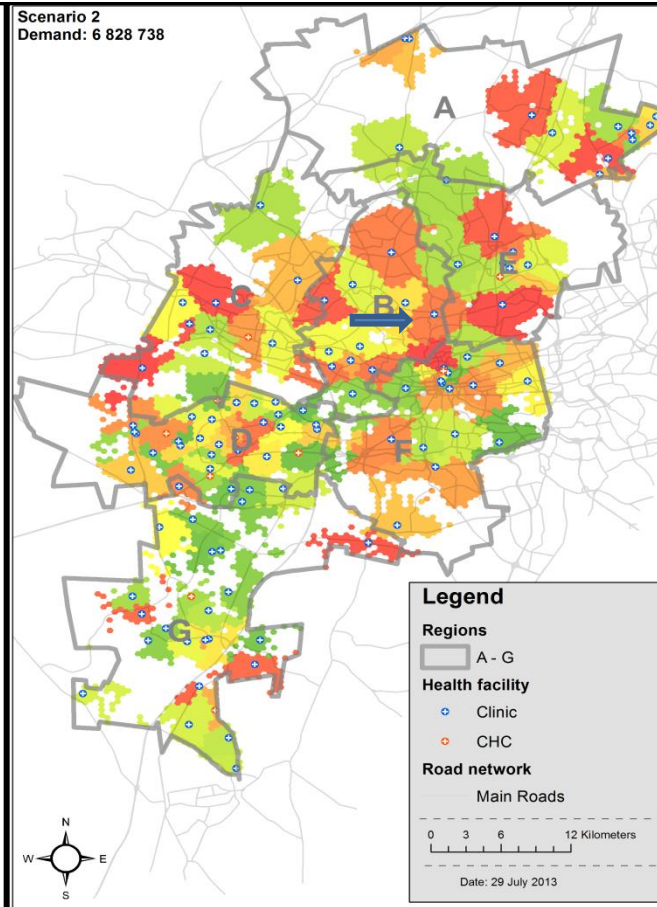 Scenario 2
Demand: 6 828 738
A
E
C
B
D
F
G
Legend
Regions
A - G
Health facility
Clinic
CHC
Road network
Main Roads
0 3 6 12 Kilometers
Date: 29 July 2013
N
W E
S